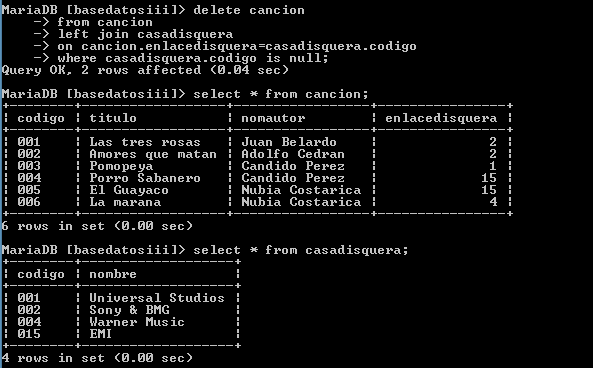 MariaDB [basedatosiii]> delete cancion
    -> from cancion
    -> left join casadisquera
    -> on cancion.enlacedisquera=casadisquera.codigo
    -> where casadisquera.codigo is null;
Query OK, 2 rows affected (0.04 sec)
MariaDB [basedatosiii]> select * from cancion;
+--------+------------------+------------------+----------------+
| codigo | titulo           | nomautor         | enlacedisquera |
+--------+------------------+------------------+----------------+
| 001    | Las tres rosas   | Juan Belardo     |              2 |
| 002    | Amores que matan | Adolfo Cedran    |              2 |
| 003    | Pomopeya         | Candido Perez    |              1 |
| 004    | Porro Sabanero   | Candido Perez    |             15 |
| 005    | El Guayaco       | Nubia Costarica  |             15 |
| 006    | La marana        | Nubia Costarica  |              4 |
+--------+------------------+------------------+----------------+
6 rows in set (0.00 sec)
MariaDB [basedatosiii]> select * from casadisquera;
+--------+-------------------+
| codigo | nombre            |
+--------+-------------------+
| 001    | Universal Studios |
| 002    | Sony & BMG        |
| 004    | Warner Music      |
| 015    | EMI               |
+--------+-------------------+
4 rows in set (0.00 sec)